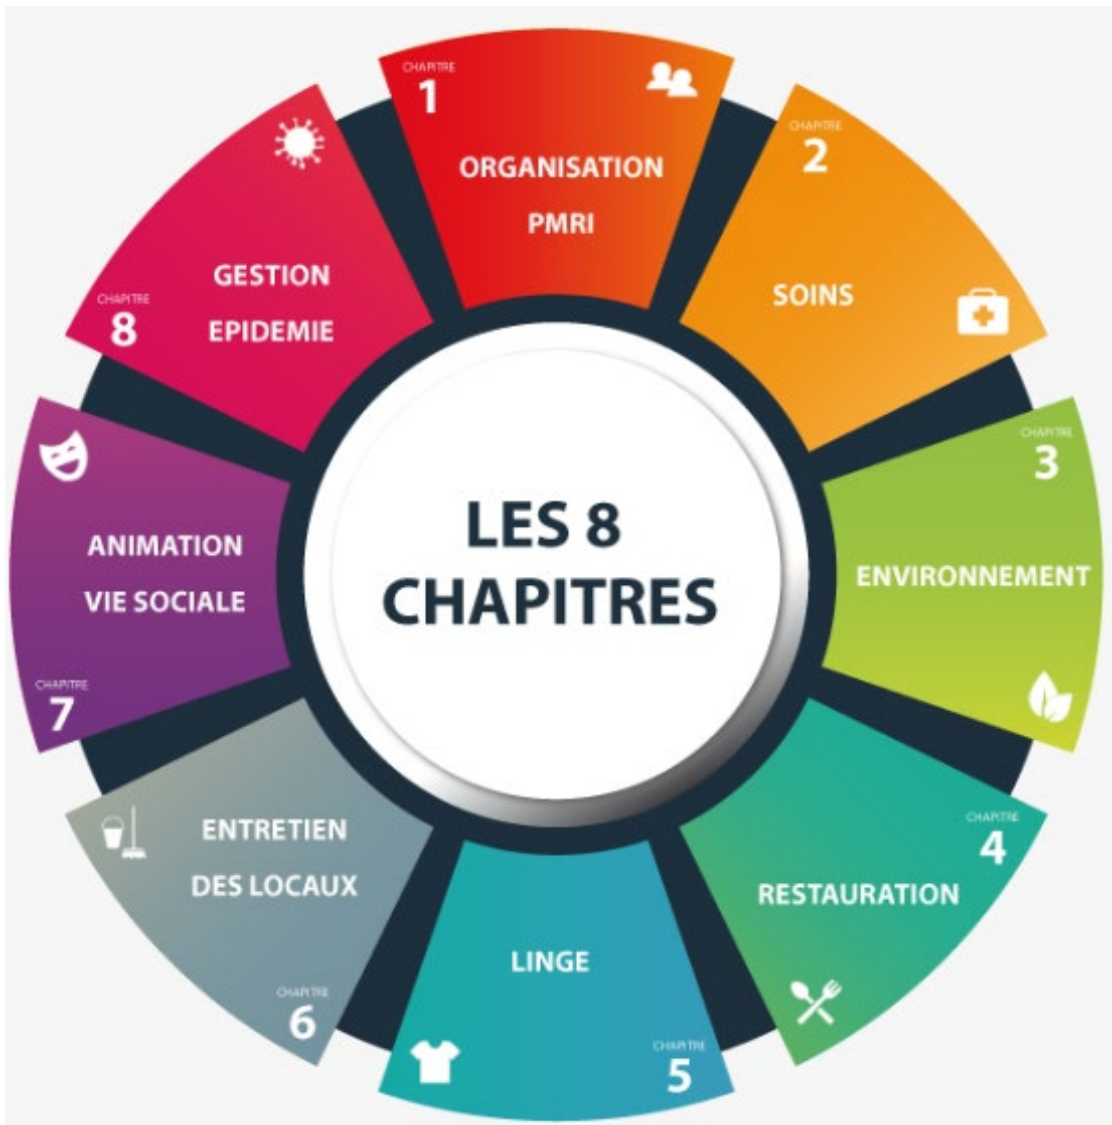 CHAPITRE
1
ORGANISATION
PMRI
CHAPITRE
2
SOINS
CHAPITRE
3
ENVIRONNEMENT
CHAPITRE
4
RESTAURATION
LINGE
CHAPITRE
5
ENTRETIEN
DES LOCAUX
CHAPITRE
6
ANIMATION
VIE SOCIALE
CHAPITRE
7
GESTION
EPIDEMIE
CHAPITRE
8
LES 8
CHAPITRES